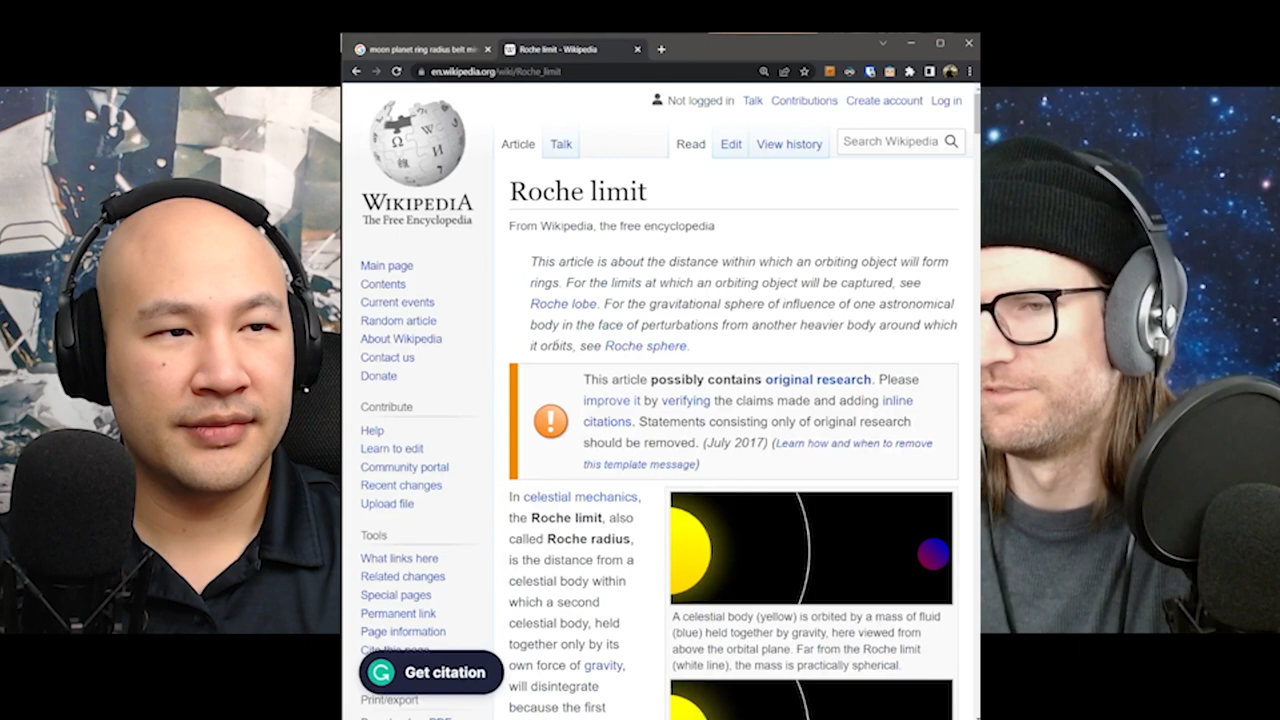 moon planet ring radius belt mi
Roche limit - Wikipedia
en.wikipedia.org/wiki/Roche_limit
Not logged in Talk Contributions Create account Log in
Article Talk Read Edit View history Search Wikipedia
WIKIPEDIA
The Free Encyclopedia
Main page
Contents
Current events
Random article
About Wikipedia
Contact us
Donate
Contribute
Help
Learn to edit
Community portal
Recent changes
Upload file
Tools
What links here
Related changes
Special pages
Permanent link
Page information
Cite this page
Get citation
Print/export
Roche limit
From Wikipedia, the free encyclopedia
This article is about the distance within which an orbiting object will form
rings. For the limits at which an orbiting object will be captured, see
Roche lobe. For the gravitational sphere of influence of one astronomical
body in the face of perturbations from another heavier body around which
it orbits, see Roche sphere.
This article possibly contains original research. Please
improve it by verifying the claims made and adding inline
citations. Statements consisting only of original research
should be removed. (July 2017) (Learn how and when to remove
this template message)
In celestial mechanics,
the Roche limit, also
called Roche radius,
is the distance from a
celestial body within
which a second
celestial body, held
together only by its
own force of gravity,
will disintegrate
because the first
A celestial body (yellow) is orbited by a mass of fluid
(blue) held together by gravity, here viewed from
above the orbital plane. Far from the Roche limit
(white line), the mass is practically spherical.